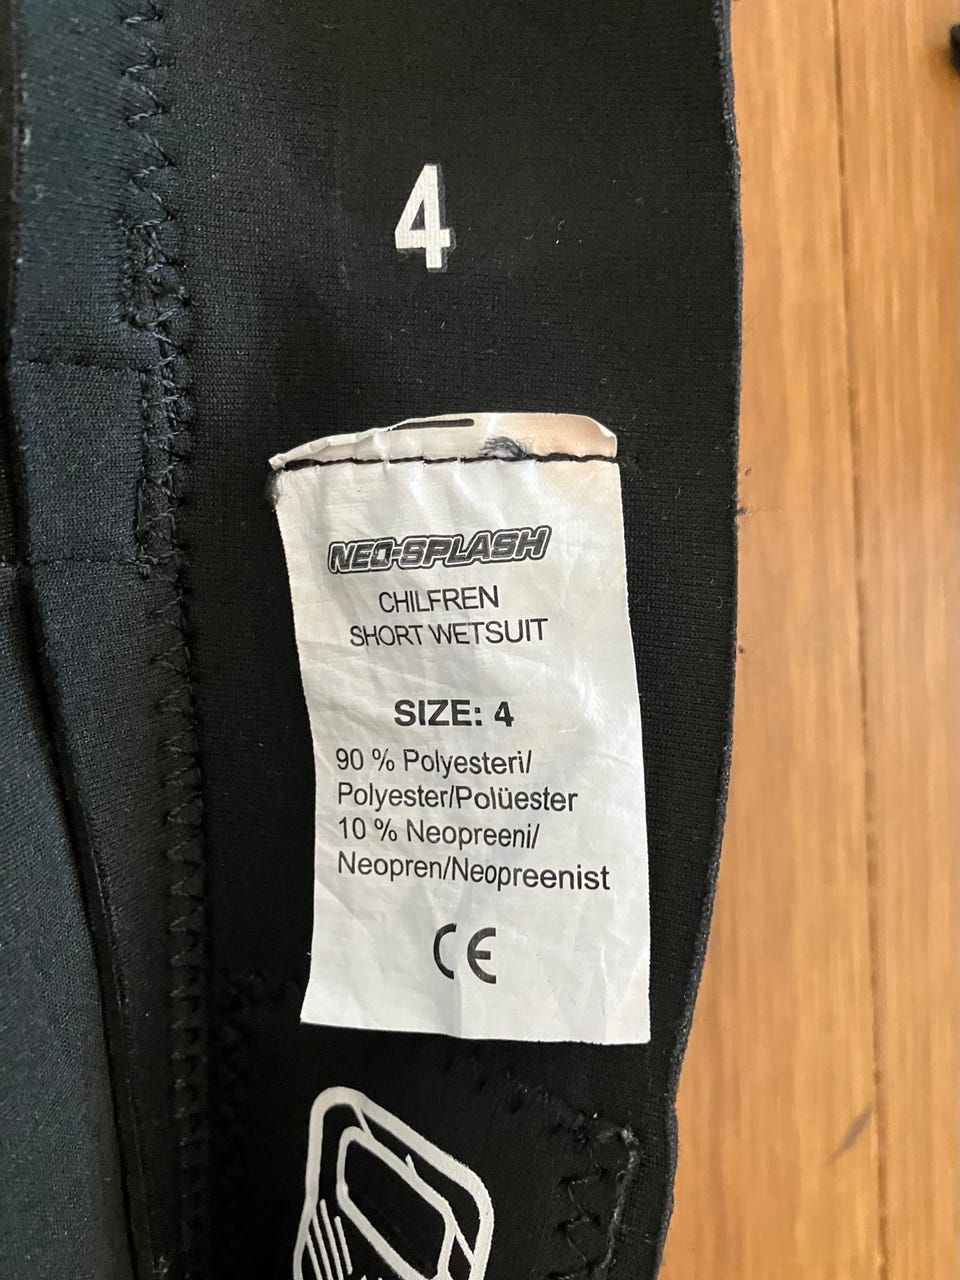 4
NEO-SPLASH
CHILFREN
SHORT WETSUIT
SIZE: 4
90 % Polyesteri/
Polyester/Polüester
10 % Neopreeni/
Neopren/Neopreenist
CE